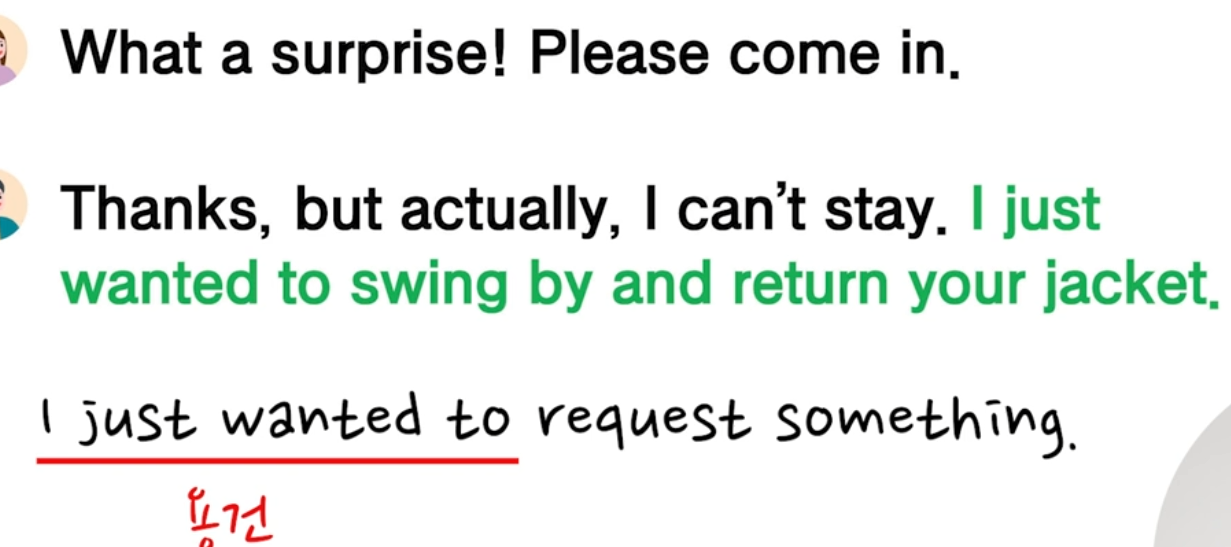 What a surprise! Please come in.
Thanks, but actually, I can't stay. I just
wanted to swing by and return your jacket.
I just wanted to request something.
용건